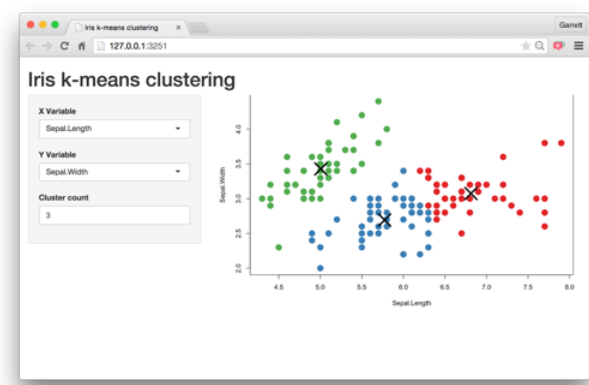 Iris k-means clustering
Garrett
127.0.0.1:3251
Iris k-means clustering
X Variable
Sepal.Length
Y Variable
Sepal.Width
Cluster count
3
Sepal.Width
4.0
3.5
3.0
2.5
2.0
4.5 5.0 5.5 6.0 6.5 7.0 7.5 8.0
Sepal.Length